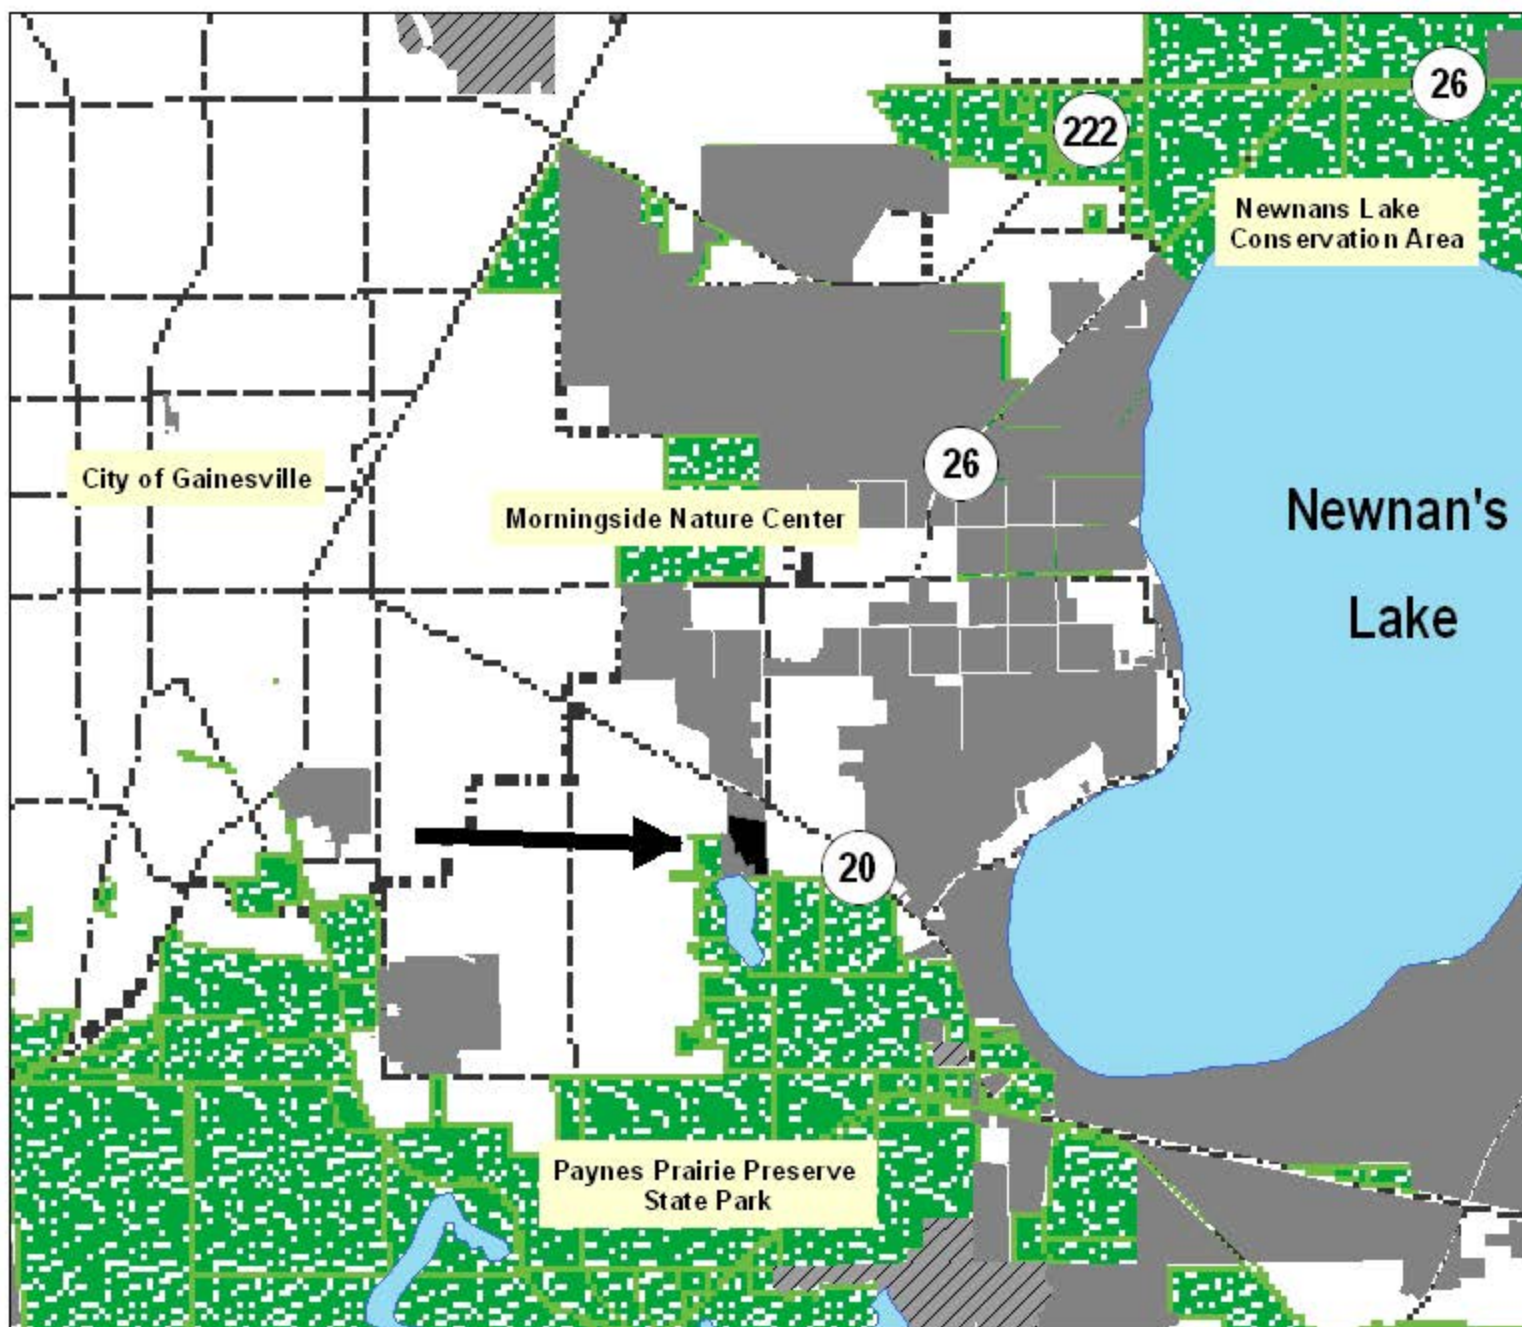 26
222
Newnans Lake
Conservation Area
City of Gainesville
26
Morningside Nature Center
Newnan's
Lake
20
Paynes Prairie Preserve
State Park